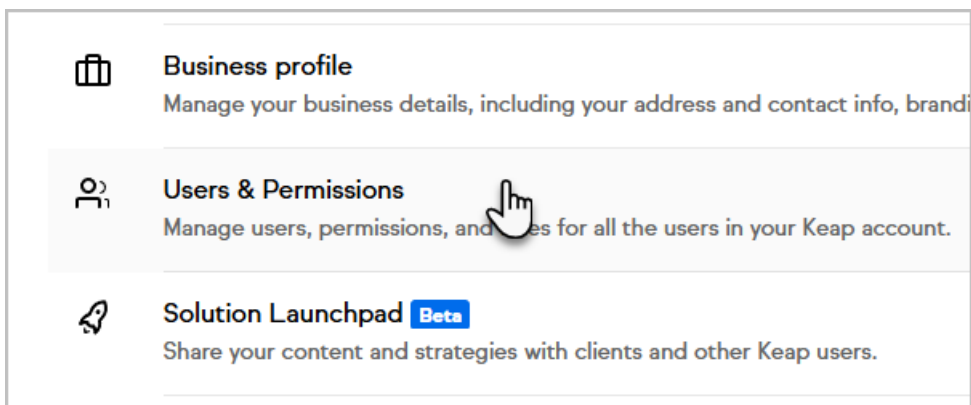 Business profile
Manage your business details, including your address and contact info, brandi
Users & Permissions
Manage users, permissions, and es for all the users in your Keap account.
Solution Launchpad Beta
Share your content and strategies with clients and other Keap users.